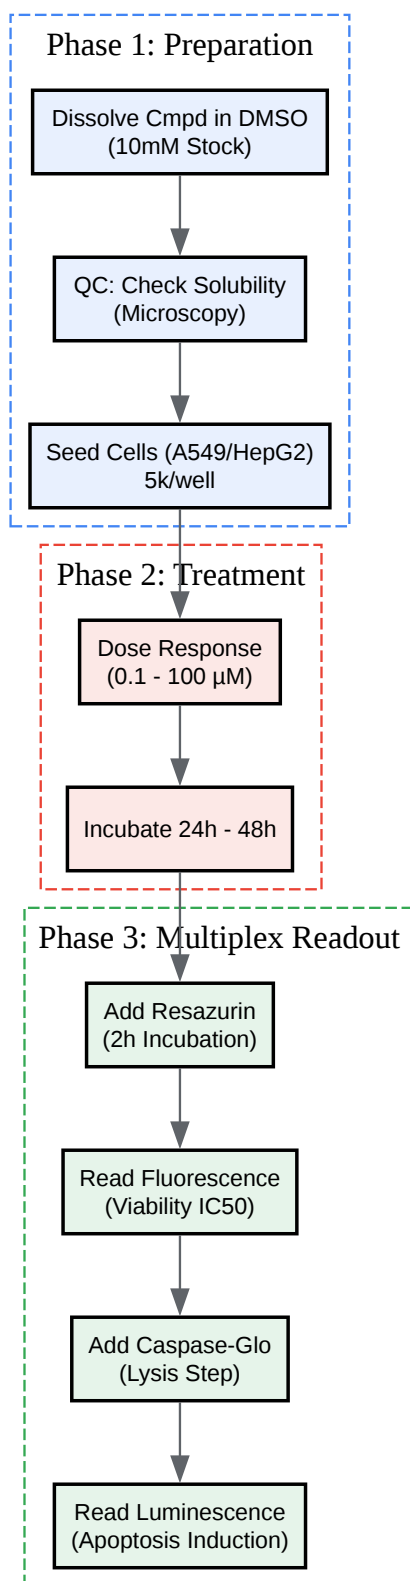 Phase 1: Preparation
Dissolve Cmpd in DMSO
(10mM Stock)
QC: Check Solubility
(Microscopy)
Seed Cells (A549/HepG2)
5k/well
Phase 2: Treatment
Dose Response
(0.1 - 100 µM)
Incubate 24h - 48h
Phase 3: Multiplex Readout
Add Resazurin
(2h Incubation)
Read Fluorescence
(Viability IC50)
Add Caspase-Glo
(Lysis Step)
Read Luminescence
(Apoptosis Induction)